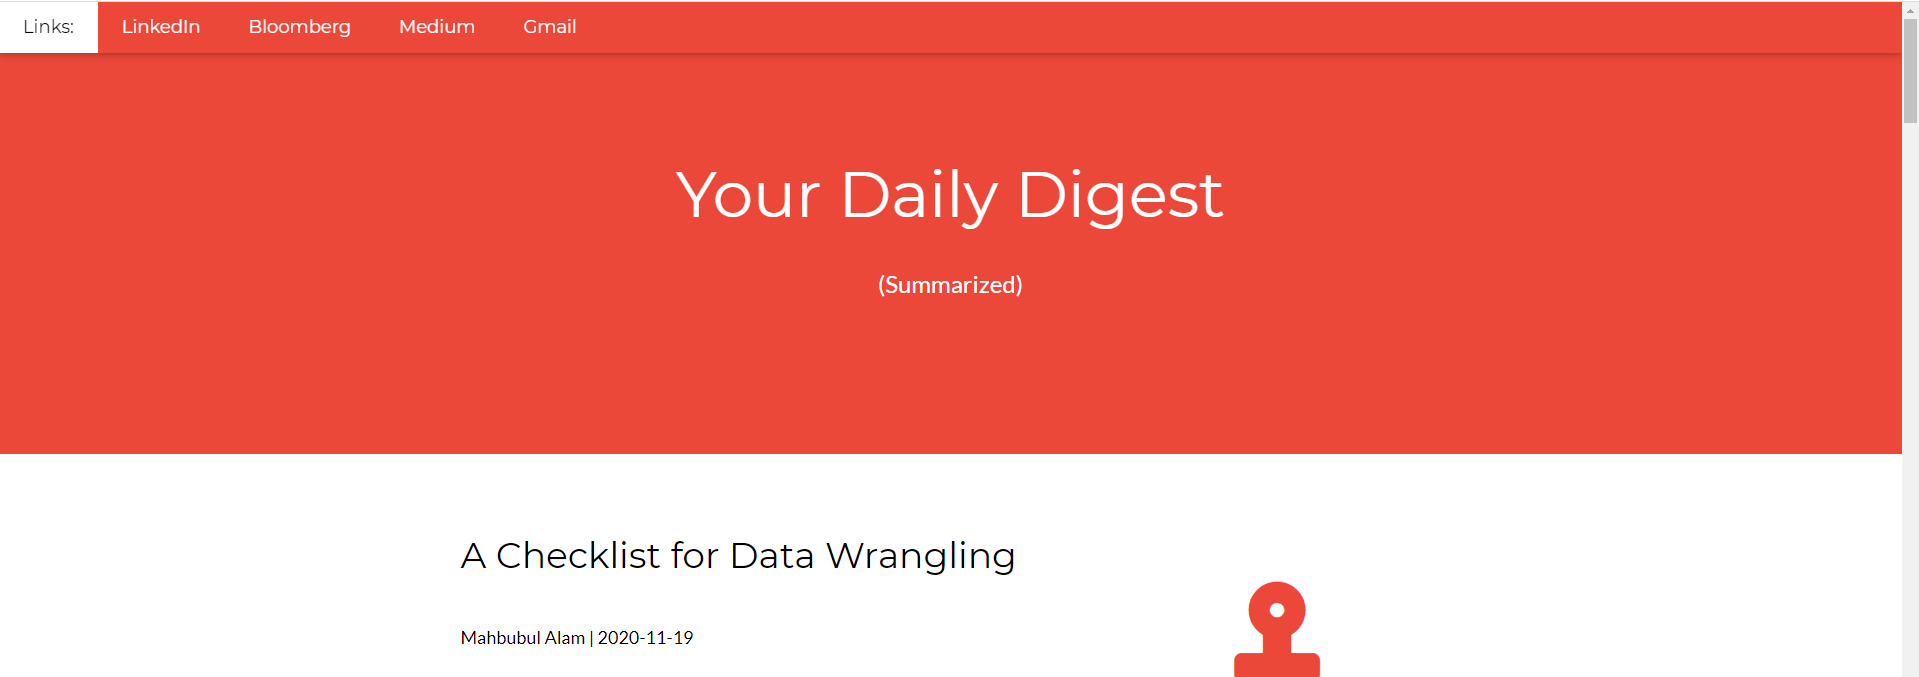 Links: LinkedIn Bloomberg Medium Gmail
Your Daily Digest
(Summarized)
A Checklist for Data Wrangling
Mahbubul Alam | 2020-11-19